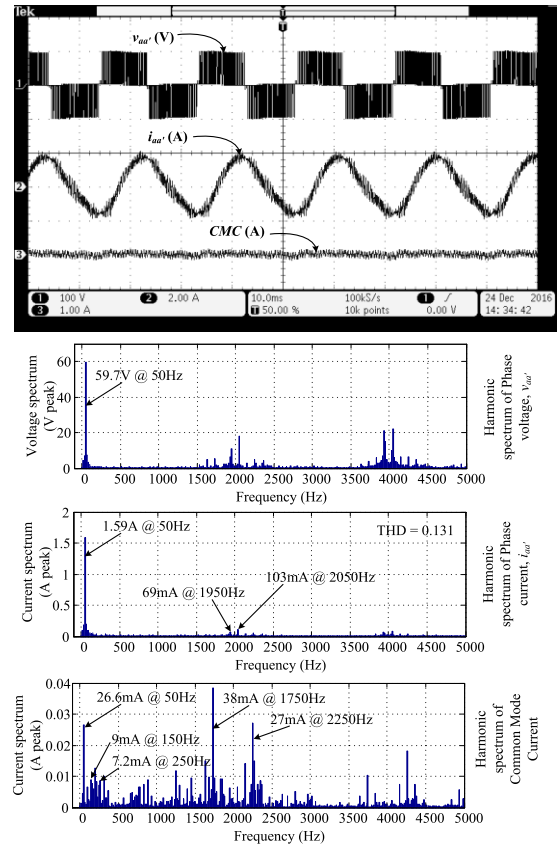 Tek
T
vaa' (V)
1
iaa' (A)
2
CMC (A)
3
1 100 V 2 2.00 A 10.0ms 100kS/s 1 ∫ 24 Dec 2016
3 1.00 A T 50.00 % 10k points 0.00 V 14:34:42
Voltage spectrum
(V peak)
60
40
20
0
59.7V @ 50Hz
0 500 1000 1500 2000 2500 3000 3500 4000 4500 5000
Frequency (Hz)
Harmonic
spectrum of Phase
voltage, vaa'
Current spectrum
(A peak)
2
1.5
1
0.5
0
1.59A @ 50Hz
THD = 0.131
69mA @ 1950Hz
103mA @ 2050Hz
0 500 1000 1500 2000 2500 3000 3500 4000 4500 5000
Frequency (Hz)
Harmonic
spectrum of Phase
current, iaa'
Current spectrum
(A peak)
0.04
0.03
0.02
0.01
0
26.6mA @ 50Hz
38mA @ 1750Hz
27mA @ 2250Hz
9mA @ 150Hz
7.2mA @ 250Hz
0 500 1000 1500 2000 2500 3000 3500 4000 4500 5000
Frequency (Hz)
Harmonic
spectrum of
Common Mode
Current